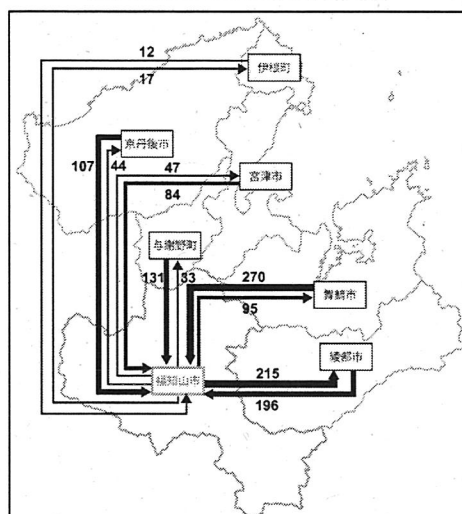 12
伊根町
17
京丹後市
107
44
47
宮津市
84
与謝野町
131
83
270
舞鶴市
95
綾部市
福知山市
215
196